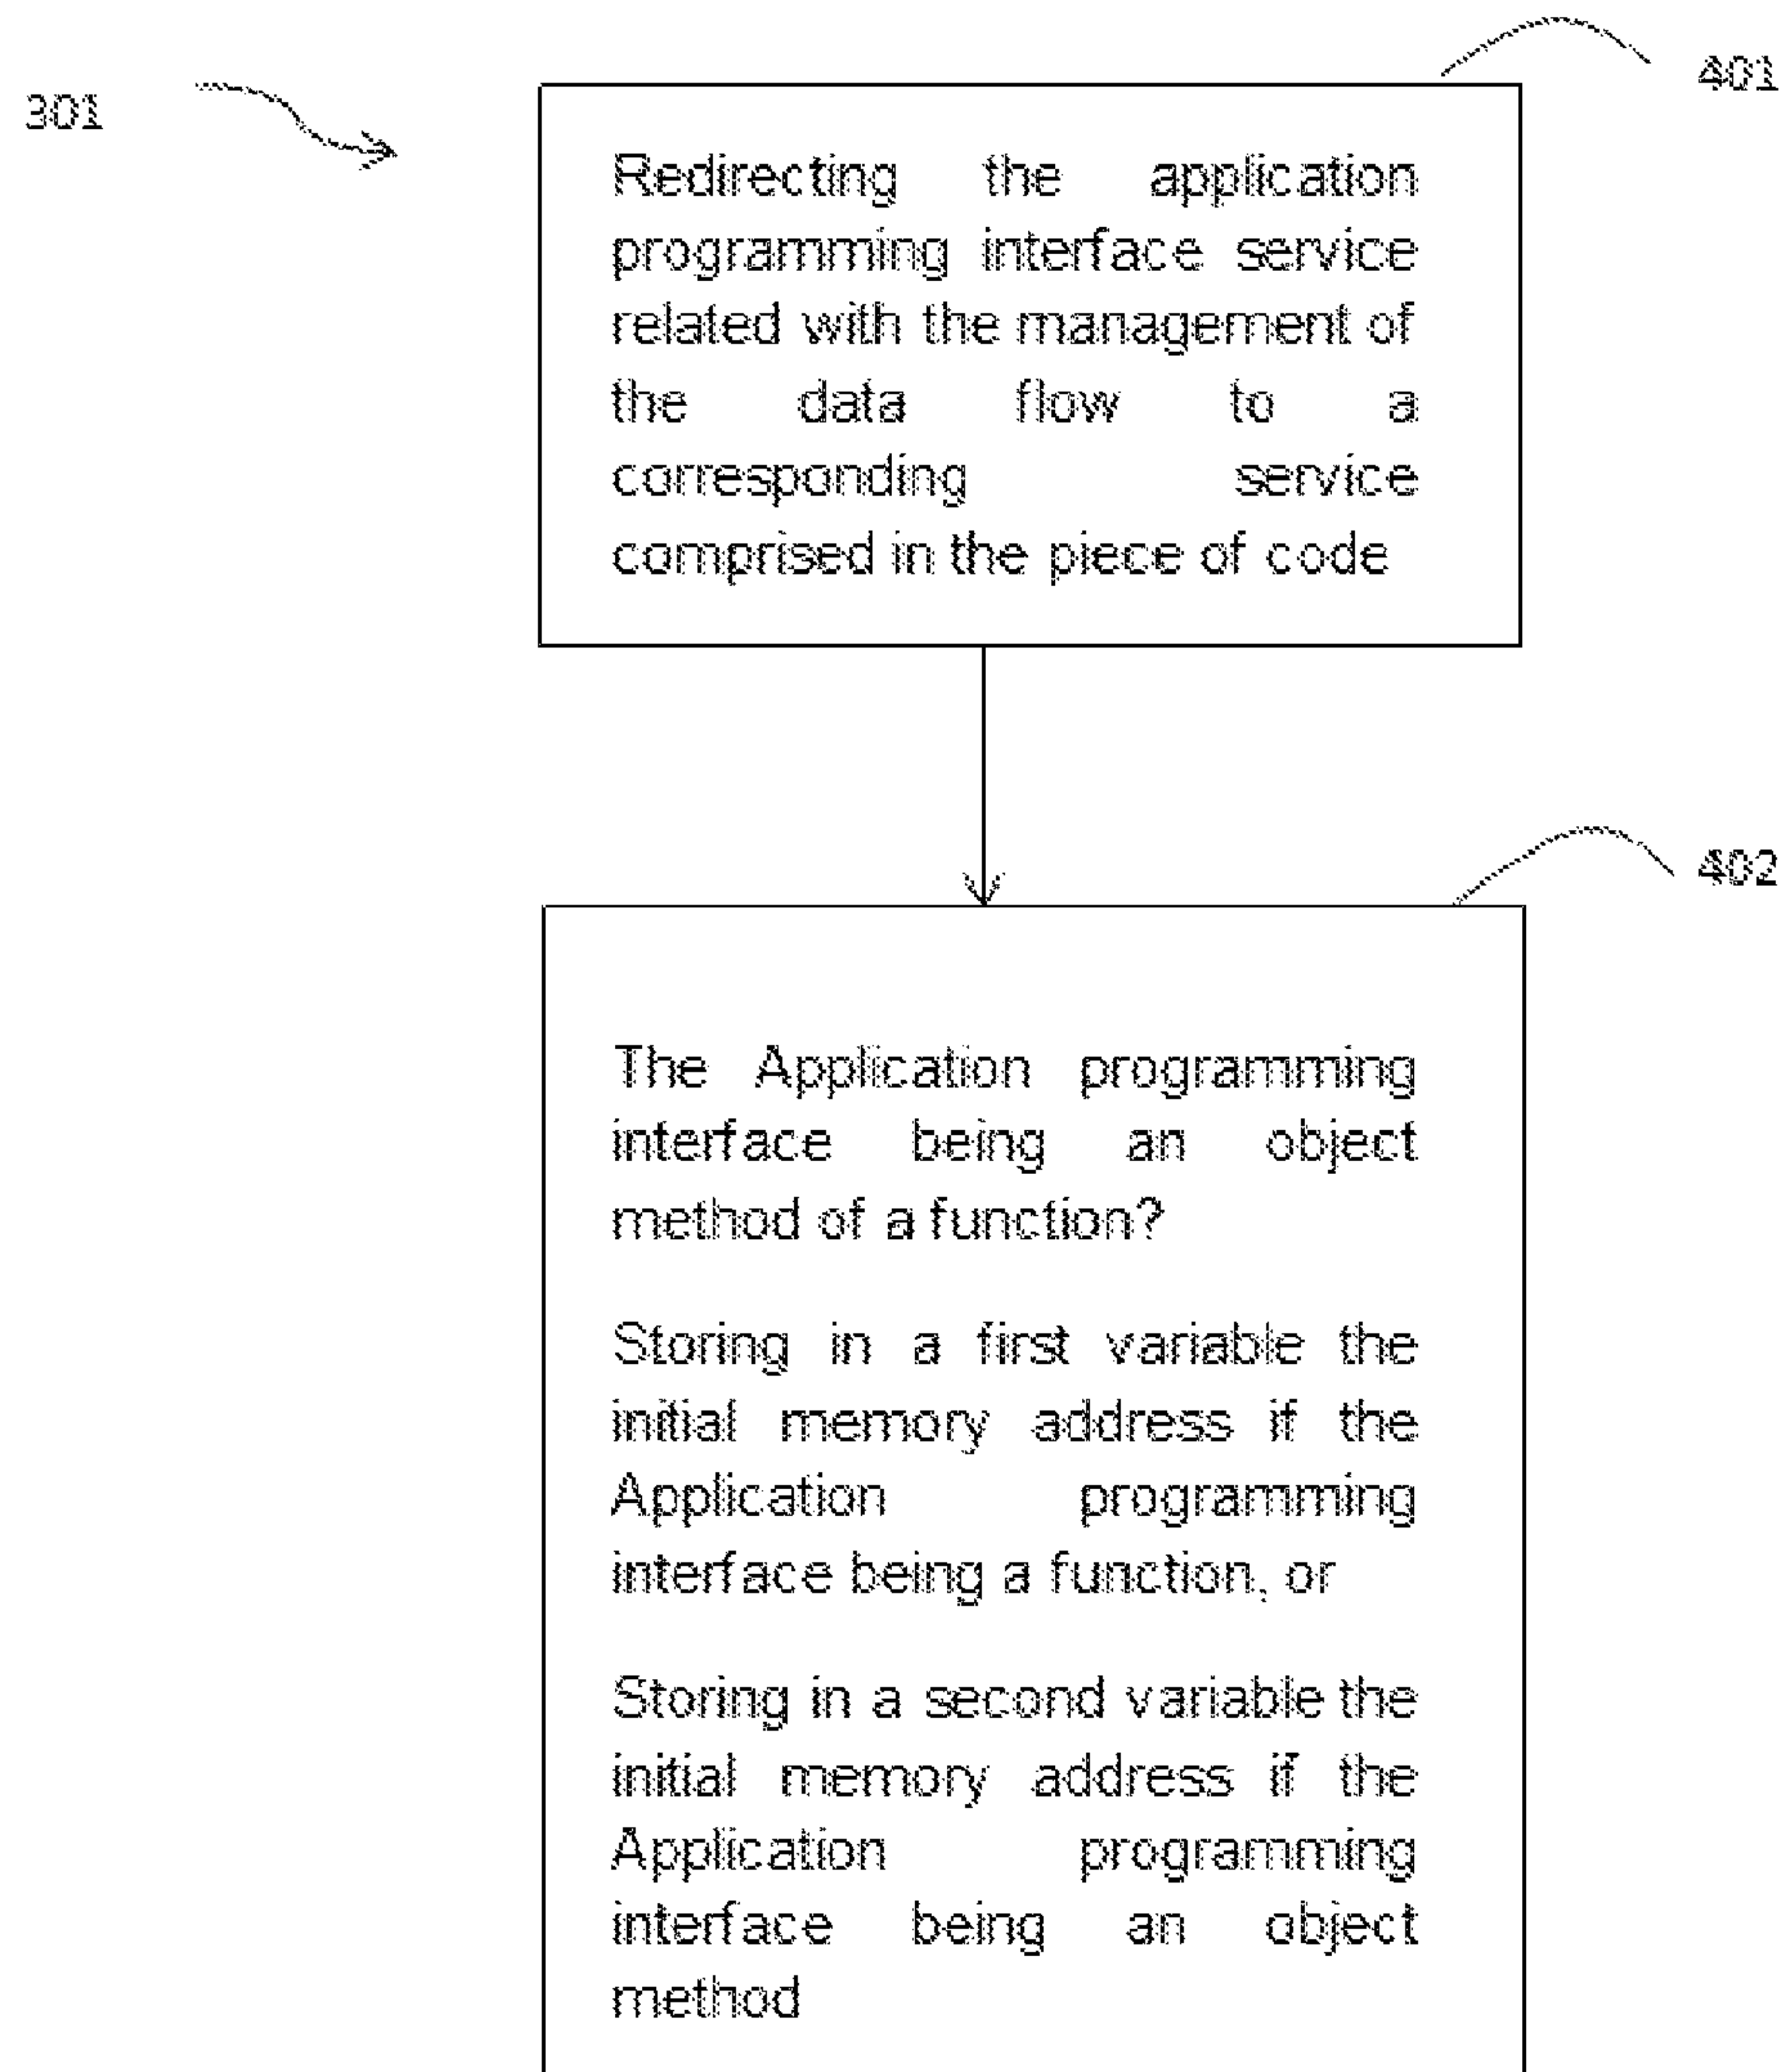 301
401
Redirecting the application
programming interface service
related with the management of
the data flow to a
corresponding service
comprised in the piece of code
402
The Application programming
interface being an object
method of a function?
Storing in a first variable the
initial memory address if the
Application programming
interface being a function, or
Storing in a second variable the
initial memory address if the
Application programming
interface being an object
method